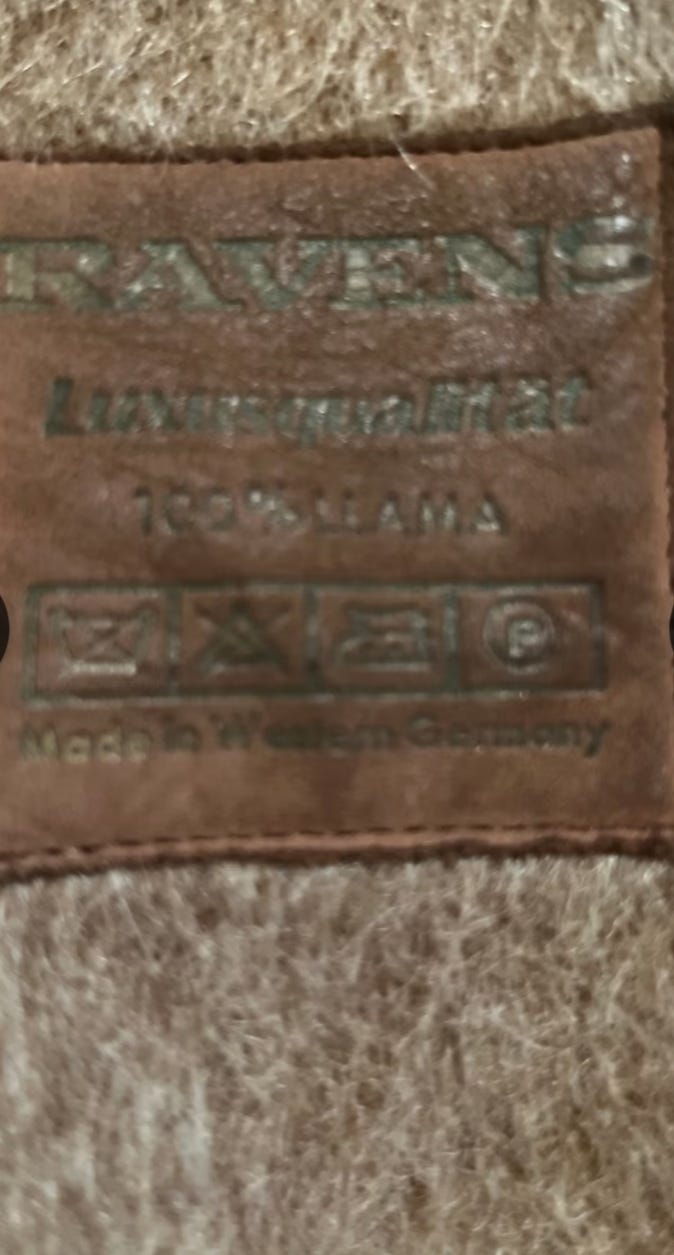 RAVENS
Luxusqualität
100% LLAMA
P
Made in Western Germany